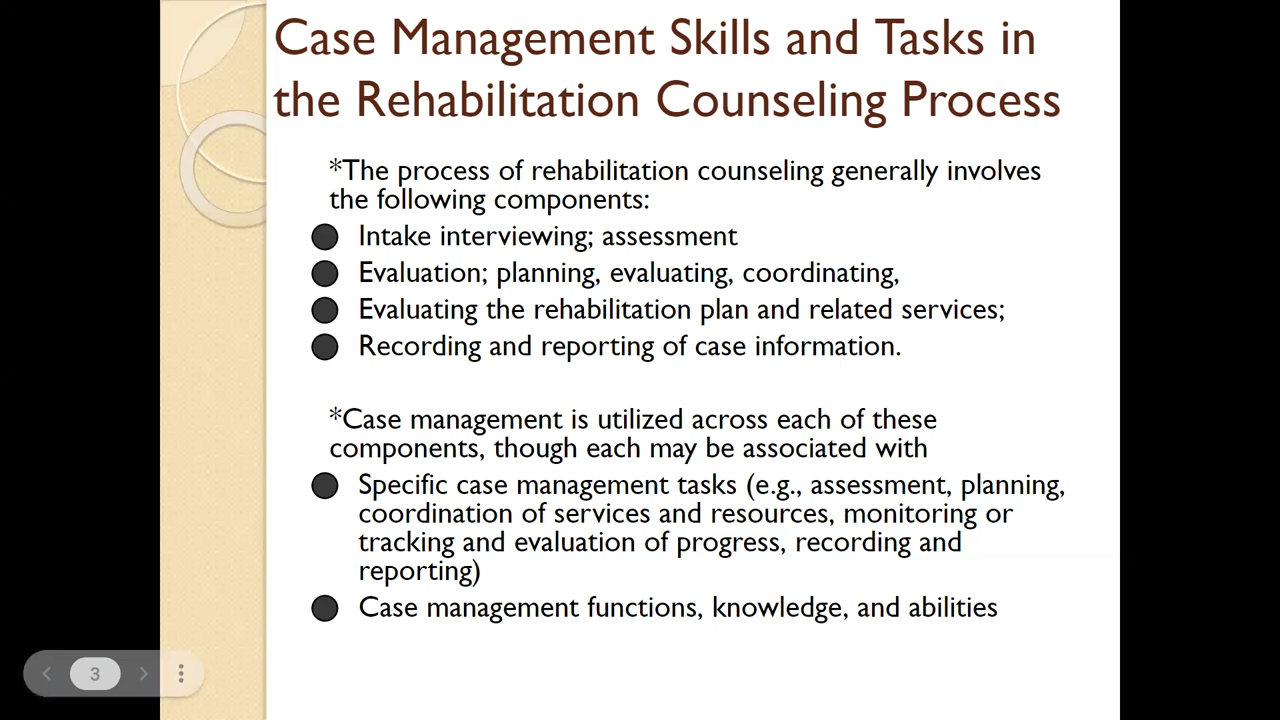 Case Management Skills and Tasks in
the Rehabilitation Counseling Process
*The process of rehabilitation counseling generally involves
the following components:
● Intake interviewing; assessment
● Evaluation; planning, evaluating, coordinating,
● Evaluating the rehabilitation plan and related services;
● Recording and reporting of case information.
*Case management is utilized across each of these
components, though each may be associated with
● Specific case management tasks (e.g., assessment, planning,
coordination of services and resources, monitoring or
tracking and evaluation of progress, recording and
reporting)
● Case management functions, knowledge, and abilities
3